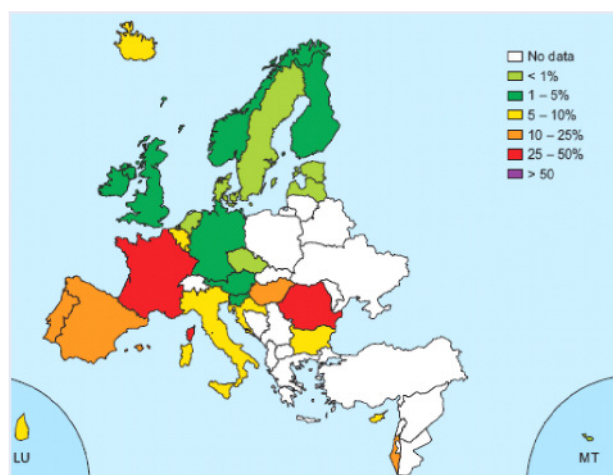 No data
< 1%
1 – 5%
5 – 10%
10 – 25%
25 – 50%
> 50
LU
MT